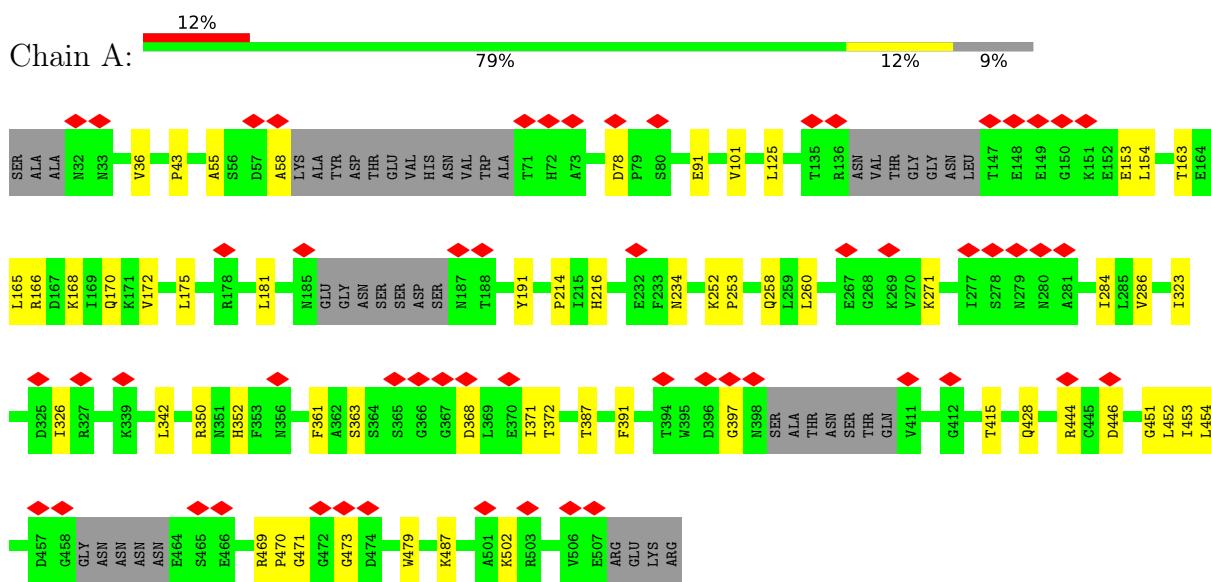 12%
Chain A:
79% 12% 9%
SER ALA ALA N32 N33 V36 P43 A55 S56 D57 A58 LYS ALA TYR ASP THR GLU VAL HIS ASN VAL TRP ALA T71 H72 A73 D78 P79 S80 E91 V101 L125 T135 R136 ASN VAL THR GLY GLY ASN LEU T147 E148 E149 G150 K151 E152 E153 L154 T163 E164
L165 R166 D167 K168 I169 Q170 K171 V172 L175 R178 L181 N185 GLU GLY ASN SER SER ASP SER N187 T188 Y191 P214 I215 H216 E232 F233 N234 K252 P253 Q258 L259 L260 E267 G268 K269 V270 K271 I277 S278 N279 N280 A281 I284 L285 V286 I323
D325 I326 R327 K339 L342 R350 N351 H352 F353 N356 F361 A362 S363 S364 S365 G366 G367 D368 L369 E370 I371 T372 T387 F391 T394 W395 D396 G397 N398 SER ALA THR ASN SER THR GLN V411 G412 T415 Q428 R444 C445 D446 G451 L452 I453 L454
D457 G458 GLY ASN ASN ASN ASN E464 S465 E466 R469 P470 G471 G472 G473 D474 W479 K487 A501 K502 R503 V506 E507 ARG GLU LYS ARG